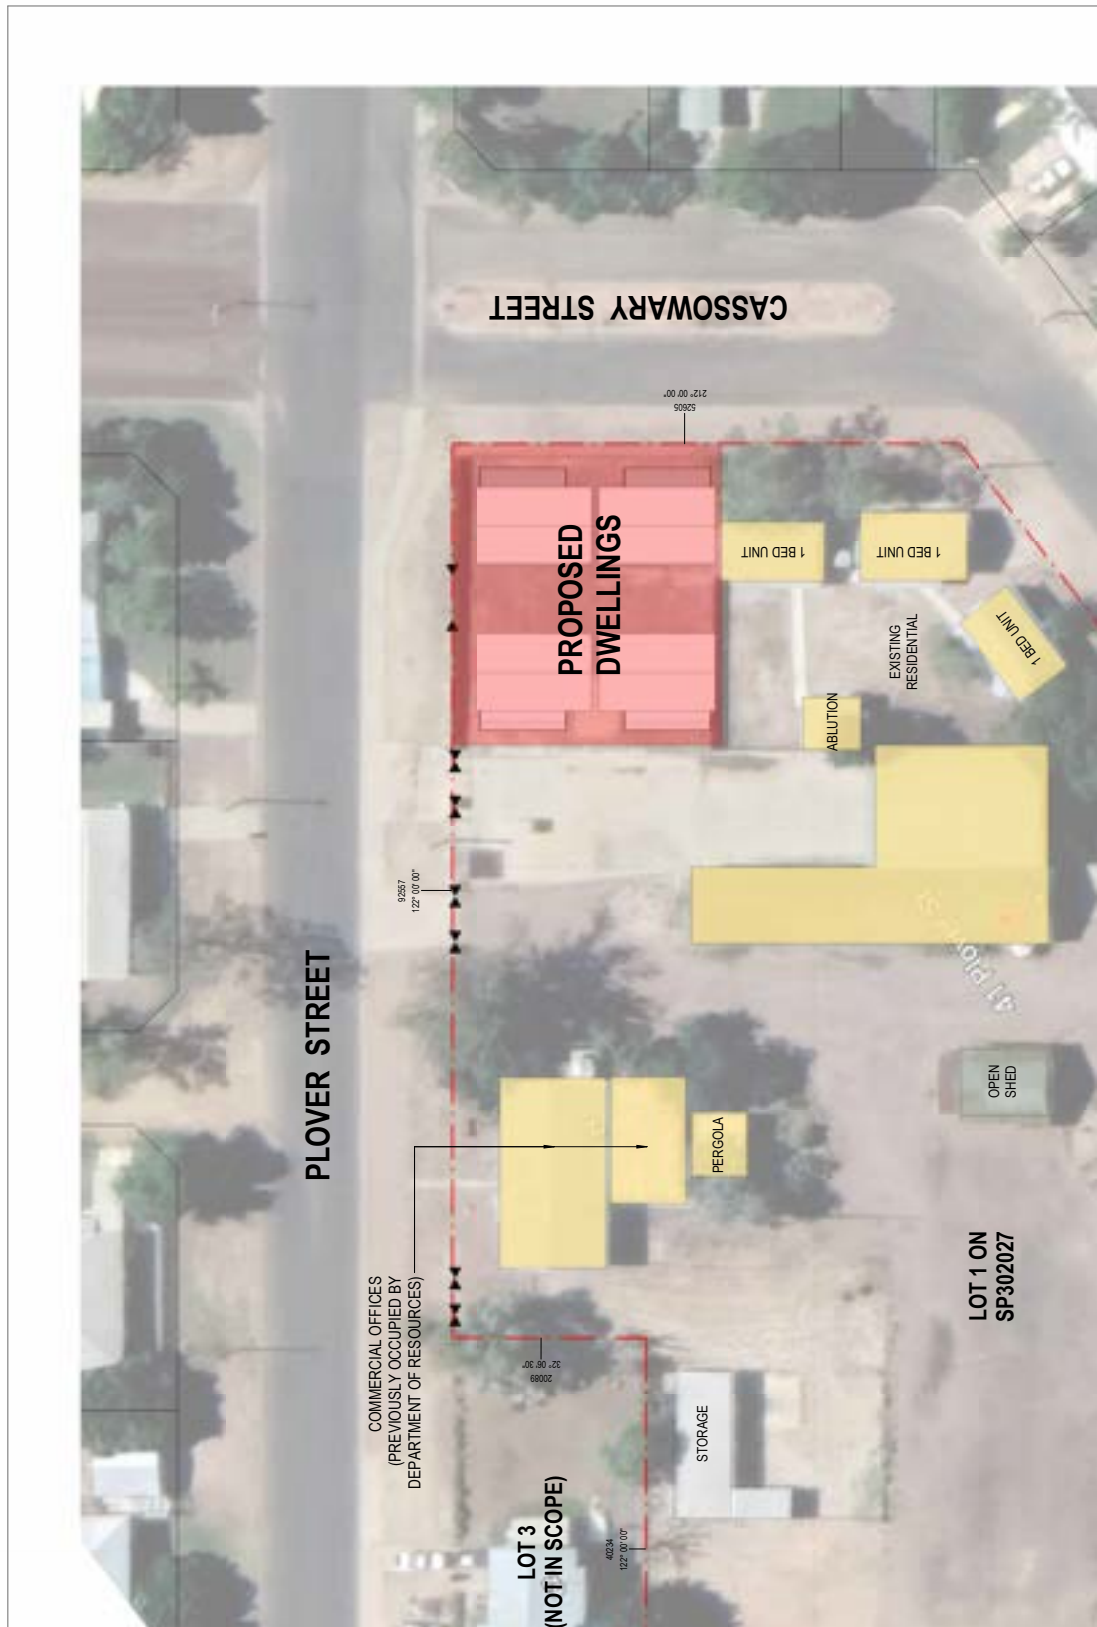 CASSOWARY STREET
212° 00' 00"
52605
PROPOSED
DWELLINGS
1 BED UNIT
1 BED UNIT
1 BED UNIT
EXISTING
RESIDENTIAL
ABLUTION
92557
122° 00' 00"
PLOVER STREET
41 Plover St
OPEN
SHED
PERGOLA
COMMERCIAL OFFICES
(PREVIOUSLY OCCUPIED BY
DEPARTMENT OF RESOURCES)
LOT 1 ON
SP302027
32° 06' 30"
20089
STORAGE
LOT 3
(NOT IN SCOPE)
40234
122° 00' 00"